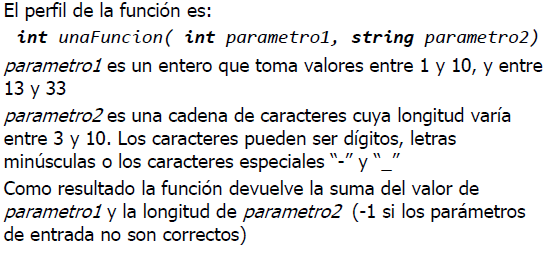 El perfil de la función es:
int unaFuncion( int parametro1, string parametro2)
parametro1 es un entero que toma valores entre 1 y 10, y entre
13 y 33
parametro2 es una cadena de caracteres cuya longitud varía
entre 3 y 10. Los caracteres pueden ser dígitos, letras
minúsculas o los caracteres especiales “-” y “_”
Como resultado la función devuelve la suma del valor de
parametro1 y la longitud de parametro2 (-1 si los parámetros
de entrada no son correctos)